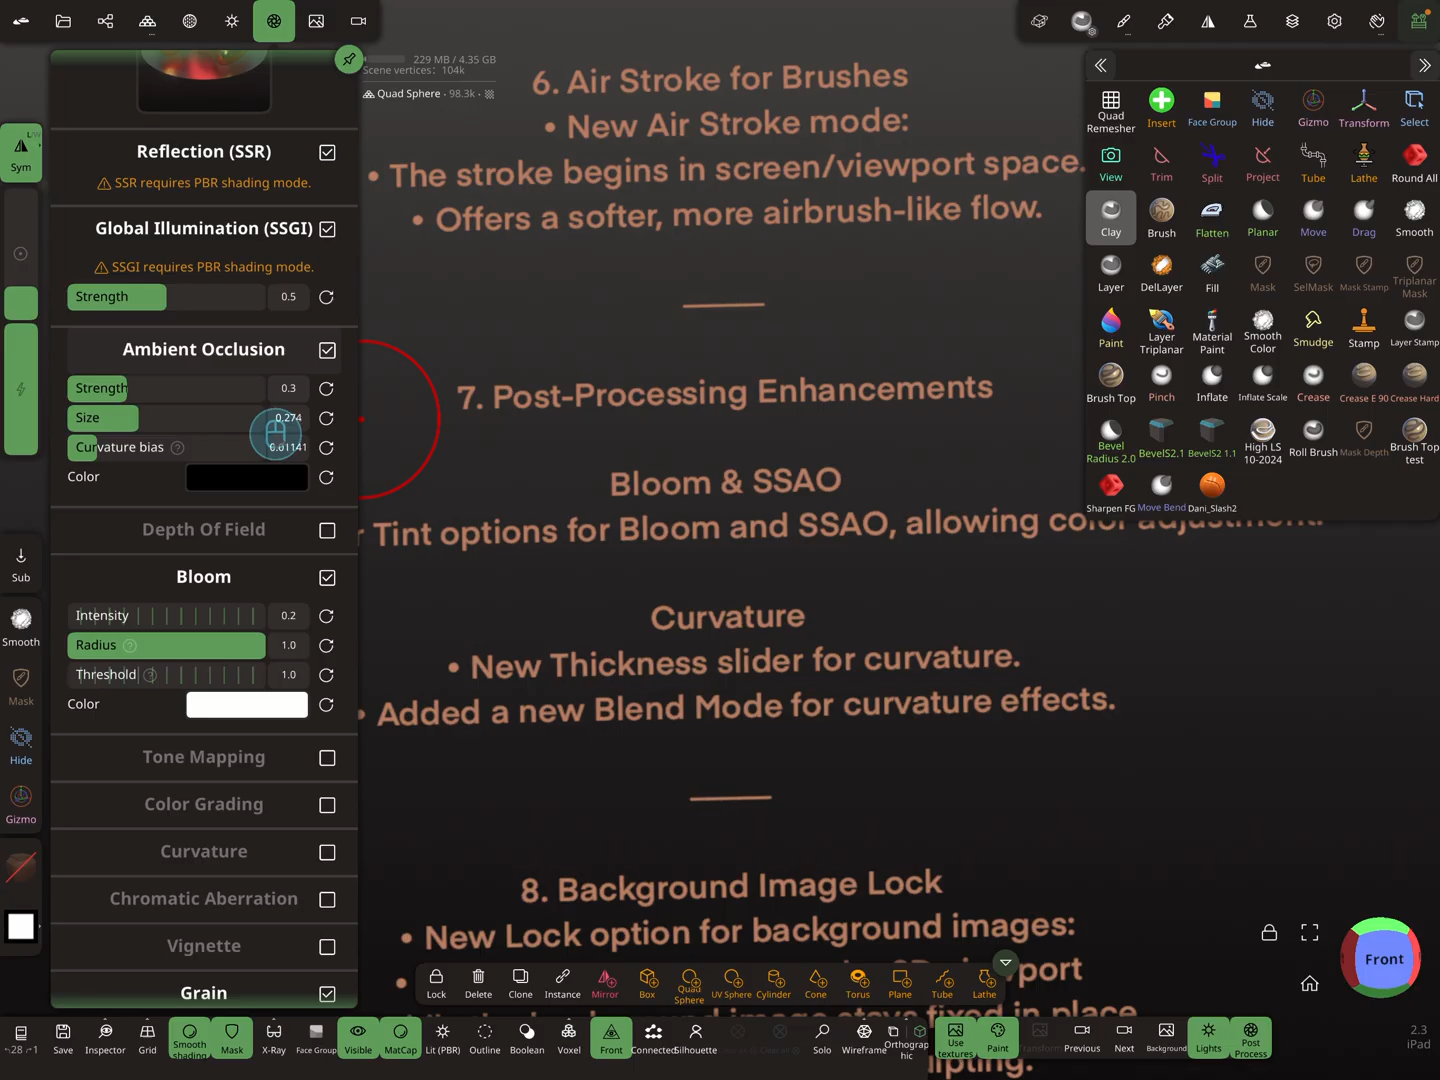 229 MB / 4.35 GB
Scene vertices: 104k
Quad Sphere · 98.3k
Reflection (SSR)
SSR requires PBR shading mode.
Global Illumination (SSGI)
SSGI requires PBR shading mode.
Strength 0.5
Ambient Occlusion
Strength 0.3
Size 0.274
Curvature bias 0.01141
Color
Depth Of Field
Bloom
Intensity 0.2
Radius 1.0
Threshold 1.0
Color
Tone Mapping
Color Grading
Curvature
Chromatic Aberration
Vignette
Grain
Sym
Sub
Smooth
Mask
Hide
Gizmo
6. Air Stroke for Brushes
• New Air Stroke mode:
• The stroke begins in screen/viewport space.
• Offers a softer, more airbrush-like flow.
7. Post-Processing Enhancements
Bloom & SSAO
r Tint options for Bloom and SSAO, allowing color adjustment.
Curvature
• New Thickness slider for curvature.
• Added a new Blend Mode for curvature effects.
8. Background Image Lock
• New Lock option for background images:
Quad Remesher Insert Face Group Hide Gizmo Transform Select
View Trim Split Project Tube Lathe Round All
Clay Brush Flatten Planar Move Drag Smooth
Layer DelLayer Fill Mask SelMask Mask Stamp Triplanar Mask
Paint Layer Triplanar Material Paint Smooth Color Smudge Stamp Layer Stamp
Brush Top Pinch Inflate Inflate Scale Crease Crease E 90 Crease Hard
Bevel Radius 2.0 BevelS2.1 BevelS2 1.1 High LS 10-2024 Roll Brush Mask Depth Brush Top test
Sharpen FG Move Bend Dani_Slash2
Front
Lock Delete Clone Instance Mirror Box Quad Sphere UV Sphere Cylinder Cone Torus Plane Tube Lathe
Save Inspector Grid Smooth shading Mask X-Ray Face Group Visible MatCap Lit (PBR) Outline Boolean Voxel Front Connected Silhouette Solo Wireframe Orthographic Use textures Paint Transform Previous Next Background Lights Post Process
2.3
iPad